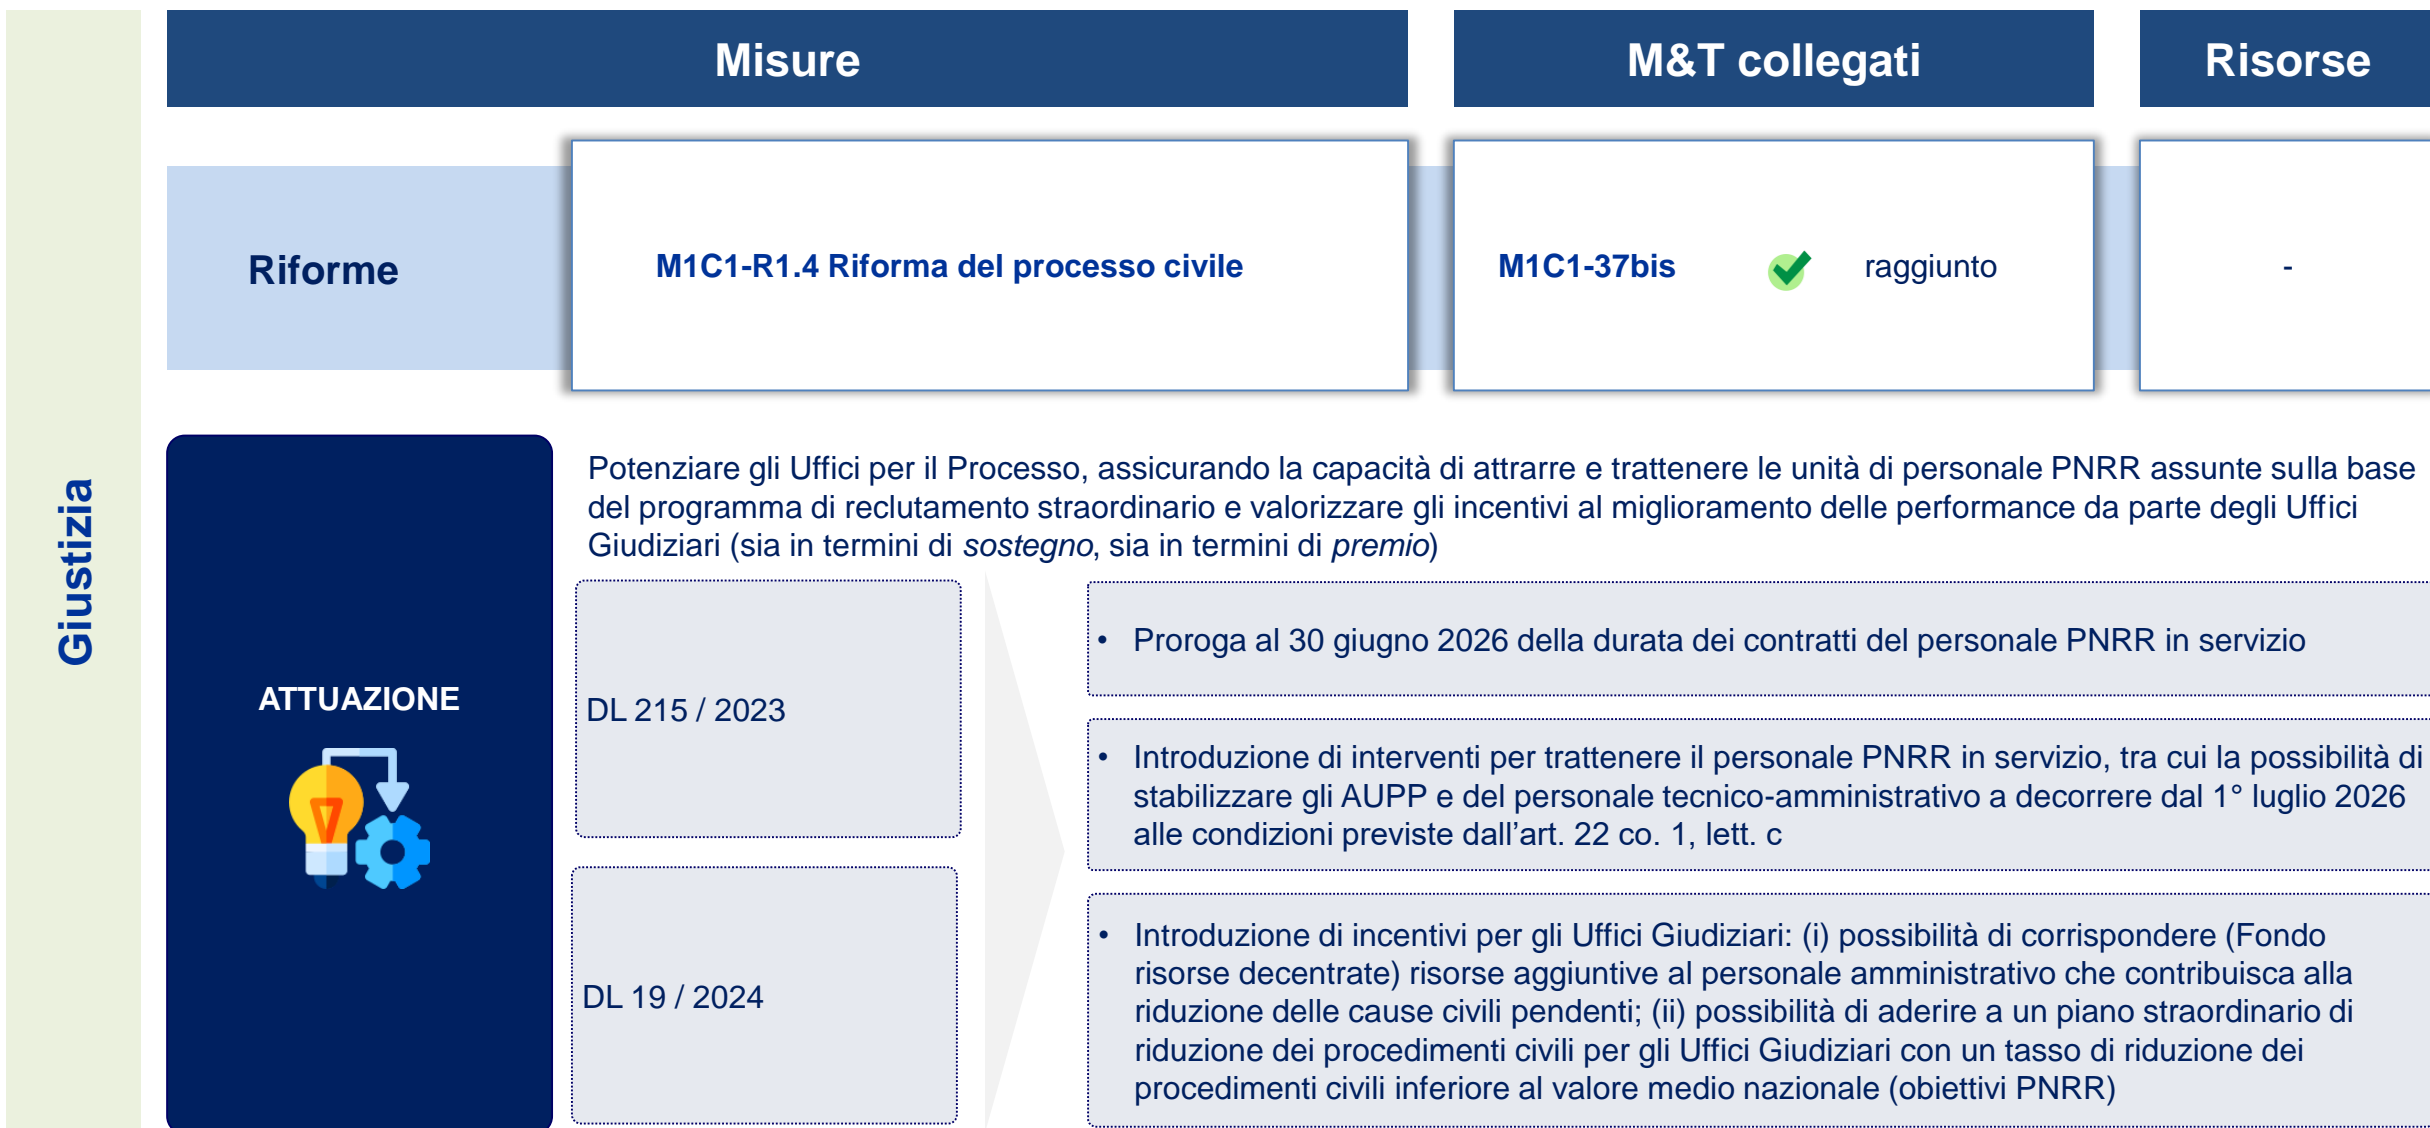 Giustizia
Misure
M&T collegati
Risorse
Riforme
M1C1-R1.4 Riforma del processo civile
M1C1-37bis
raggiunto
-
ATTUAZIONE
Potenziare gli Uffici per il Processo, assicurando la capacità di attrarre e trattenere le unità di personale PNRR assunte sulla base
del programma di reclutamento straordinario e valorizzare gli incentivi al miglioramento delle performance da parte degli Uffici
Giudiziari (sia in termini di sostegno, sia in termini di premio)
DL 215 / 2023
DL 19 / 2024
• Proroga al 30 giugno 2026 della durata dei contratti del personale PNRR in servizio
• Introduzione di interventi per trattenere il personale PNRR in servizio, tra cui la possibilità di
stabilizzare gli AUPP e del personale tecnico-amministrativo a decorrere dal 1° luglio 2026
alle condizioni previste dall'art. 22 co. 1, lett. c
• Introduzione di incentivi per gli Uffici Giudiziari: (i) possibilità di corrispondere (Fondo
risorse decentrate) risorse aggiuntive al personale amministrativo che contribuisca alla
riduzione delle cause civili pendenti; (ii) possibilità di aderire a un piano straordinario di
riduzione dei procedimenti civili per gli Uffici Giudiziari con un tasso di riduzione dei
procedimenti civili inferiore al valore medio nazionale (obiettivi PNRR)